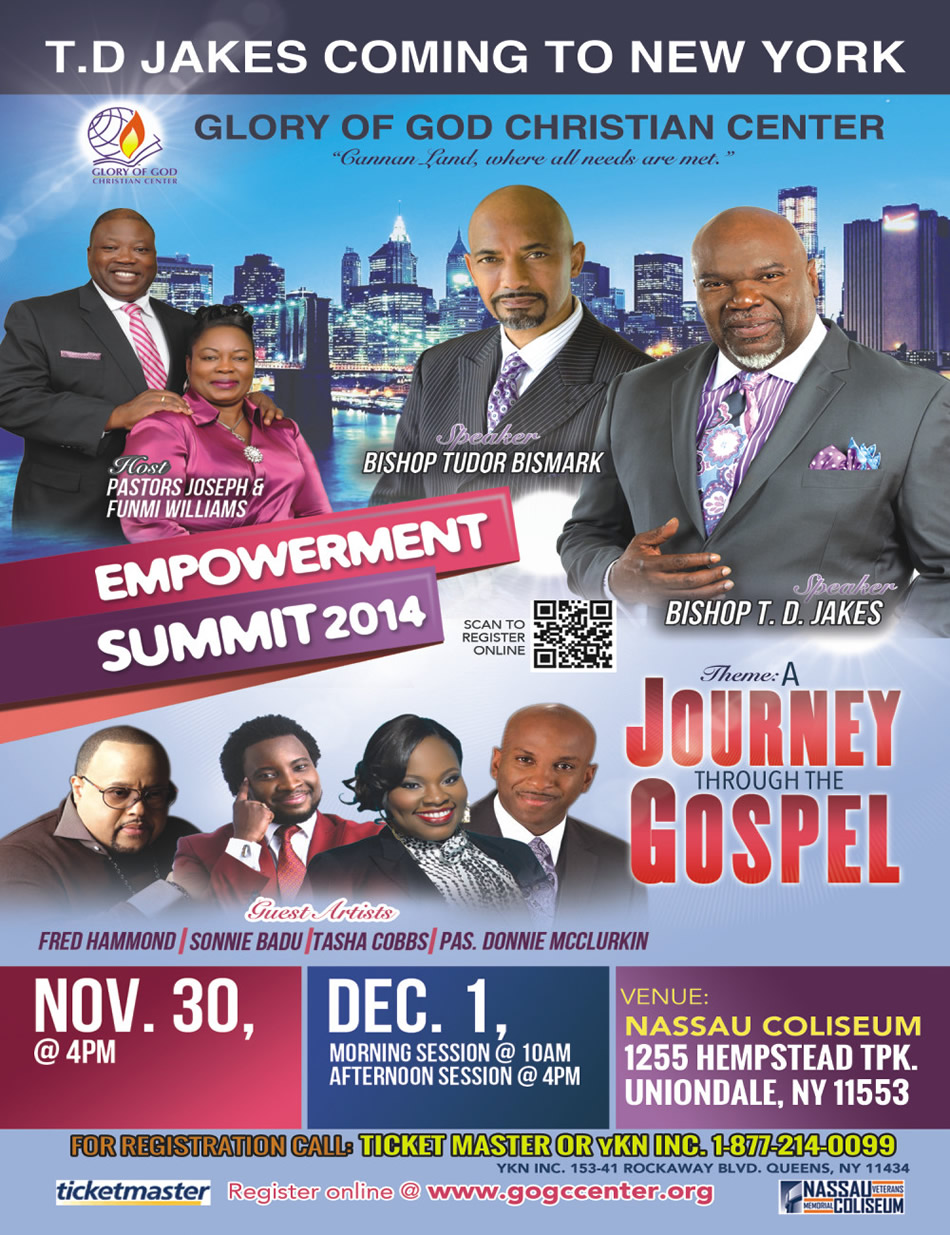 T.D JAKES COMING TO NEW YORK
GLORY OF GOD
CHRISTIAN CENTER
GLORY OF GOD CHRISTIAN CENTER
"Cannan Land, where all needs are met."
Host
PASTORS JOSEPH &
FUNMI WILLIAMS
Speaker
BISHOP TUDOR BISMARK
Speaker
BISHOP T. D. JAKES
EMPOWERMENT
SUMMIT 2014
SCAN TO
REGISTER
ONLINE
Theme: A
JOURNEY
THROUGH THE
GOSPEL
Guest Artists
FRED HAMMOND | SONNIE BADU | TASHA COBBS | PAS. DONNIE MCCLURKIN
NOV. 30,
@ 4PM
DEC. 1,
MORNING SESSION @ 10AM
AFTERNOON SESSION @ 4PM
VENUE:
NASSAU COLISEUM
1255 HEMPSTEAD TPK.
UNIONDALE, NY 11553
FOR REGISTRATION CALL: TICKET MASTER OR yKN INC. 1-877-214-0099
YKN INC. 153-41 ROCKAWAY BLVD. QUEENS, NY 11434
ticketmaster
Register online @ www.gogccenter.org
NASSAU VETERANS
MEMORIAL COLISEUM